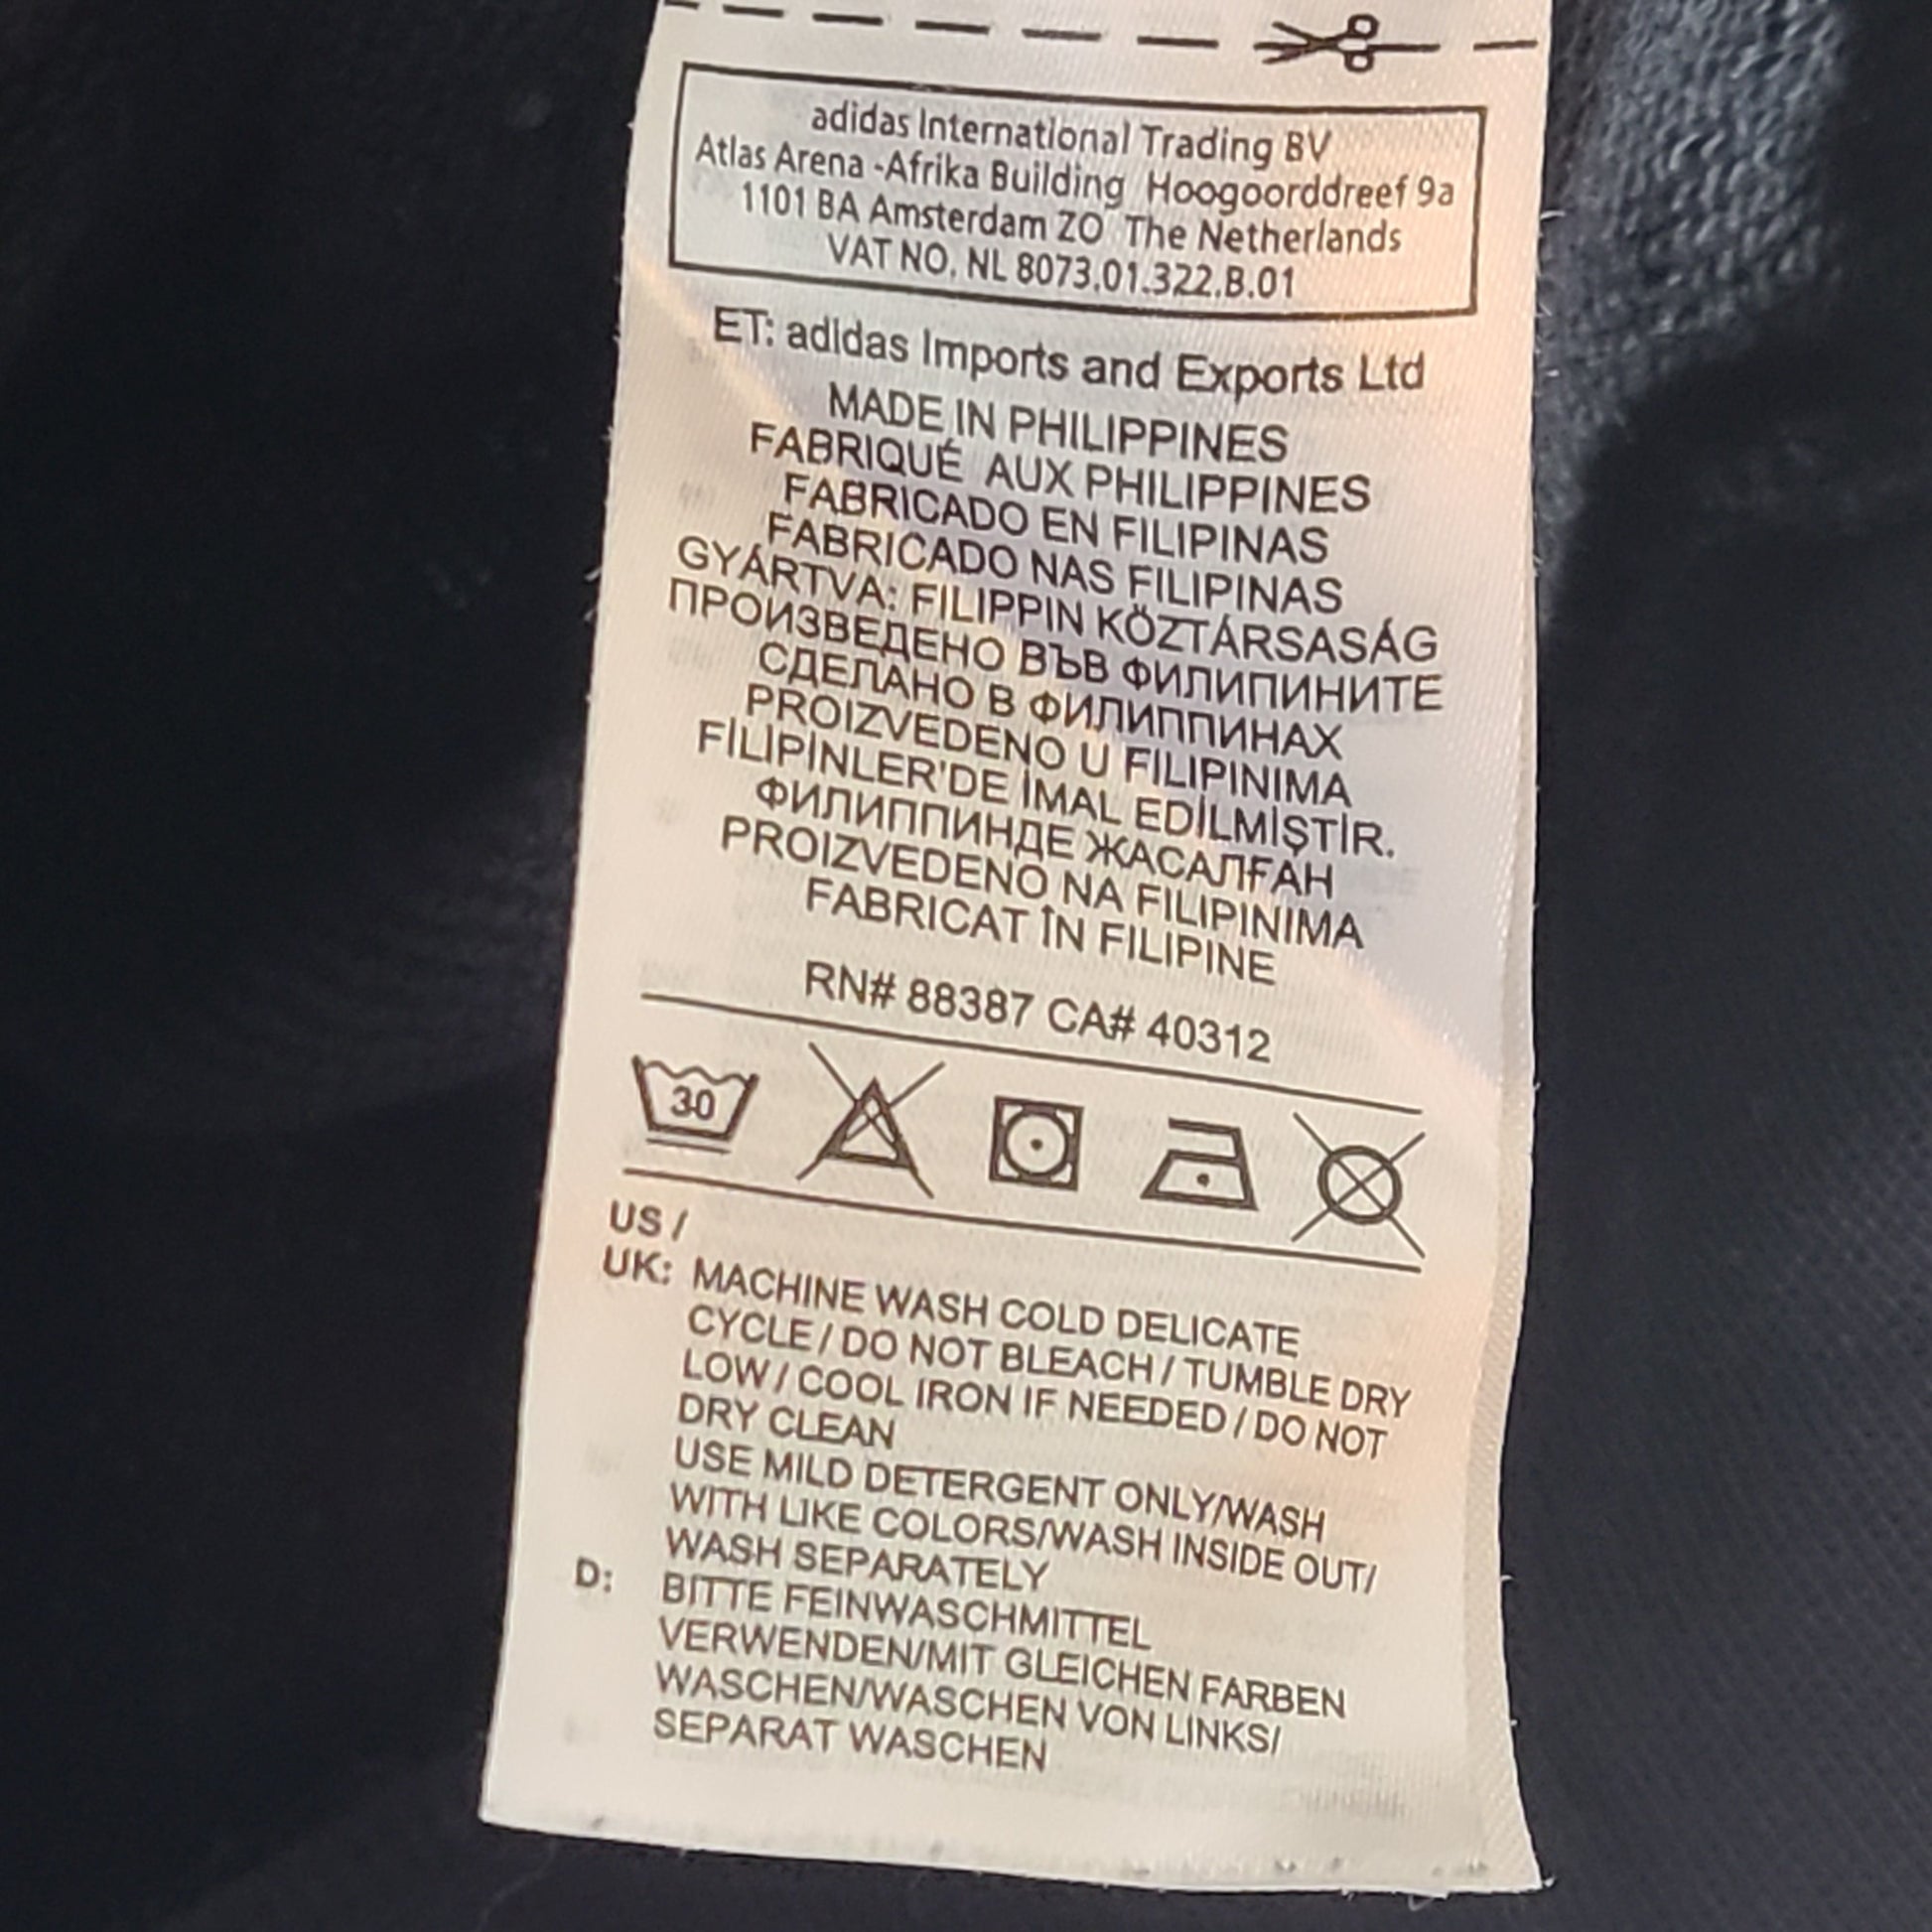 adidas International Trading BV
Atlas Arena -Afrika Building Hoogoorddreef 9a
1101 BA Amsterdam ZO The Netherlands
VAT NO. NL 8073.01.322.B.01
ET: adidas Imports and Exports Ltd
MADE IN PHILIPPINES
FABRIQUÉ AUX PHILIPPINES
FABRICADO EN FILIPINAS
FABRICADO NAS FILIPINAS
GYÁRTVA: FILIPPIN KÖZTÁRSASÁG
ПРОИЗВЕДЕНО ВЪВ ФИЛИПИНИТЕ
СДЕЛАНО В ФИЛИППИНАХ
PROIZVEDENO U FILIPINIMA
FİLİPİNLER'DE İMAL EDİLMİŞTİR.
ФИЛИППИНДЕ ЖАСАЛҒАН
PROIZVEDENO NA FILIPINIMA
FABRICAT ÎN FILIPINE
RN# 88387 CA# 40312
30
US /
UK: MACHINE WASH COLD DELICATE
CYCLE / DO NOT BLEACH / TUMBLE DRY
LOW / COOL IRON IF NEEDED / DO NOT
DRY CLEAN
USE MILD DETERGENT ONLY/WASH
WITH LIKE COLORS/WASH INSIDE OUT/
WASH SEPARATELY
D: BITTE FEINWASCHMITTEL
VERWENDEN/MIT GLEICHEN FARBEN
WASCHEN/WASCHEN VON LINKS/
SEPARAT WASCHEN